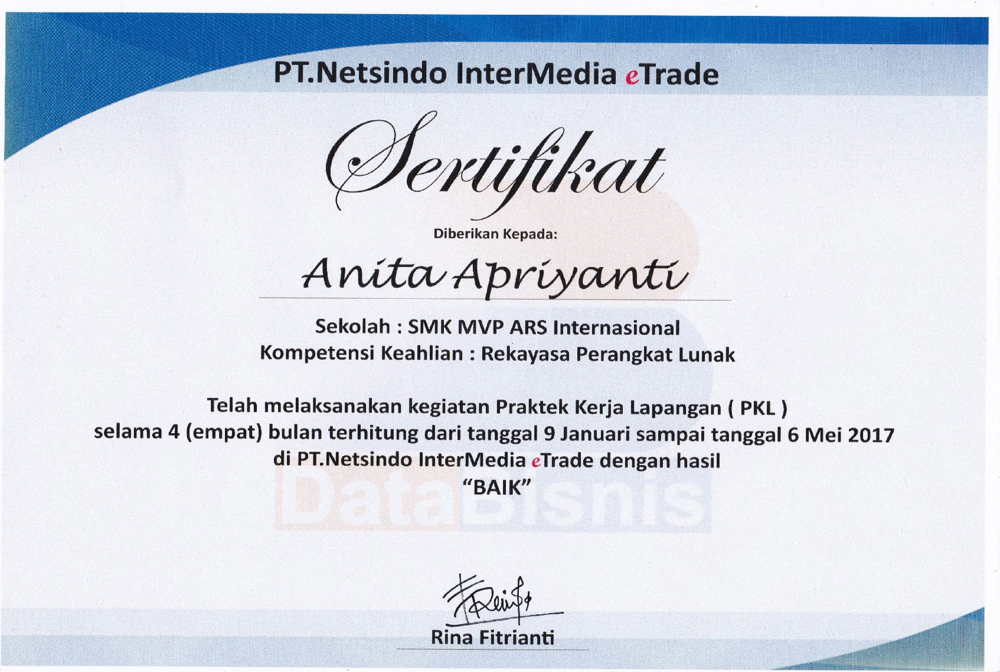 PT.Netsindo InterMedia eTrade
Sertifikat
Diberikan Kepada:
Anita Apriyanti
Sekolah : SMK MVP ARS Internasional
Kompetensi Keahlian : Rekayasa Perangkat Lunak
Telah melaksanakan kegiatan Praktek Kerja Lapangan ( PKL )
selama 4 (empat) bulan terhitung dari tanggal 9 Januari sampai tanggal 6 Mei 2017
di PT.Netsindo InterMedia eTrade dengan hasil
“BAIK”
DataBisnis
Rina Fitrianti